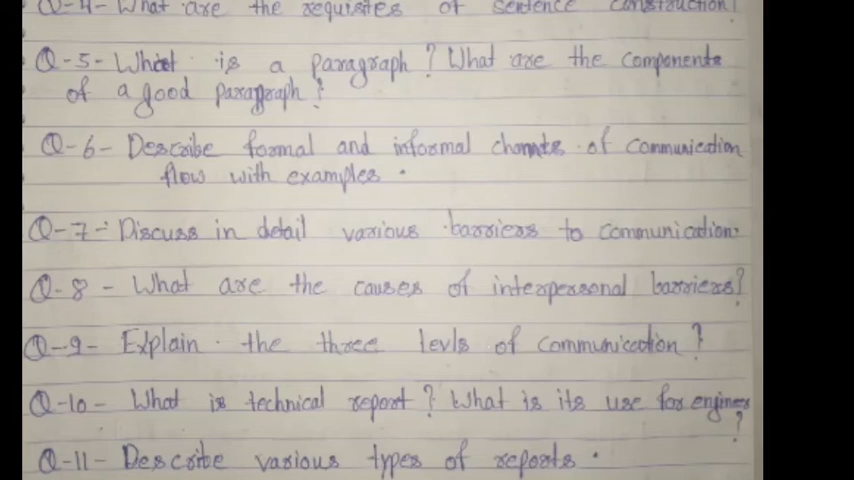 Q-4- What are the requisites of sentence construction!
Q-5- What is a paragraph ? What are the components
of a good paragraph ?
Q-6- Describe formal and informal channels of communication
flow with examples .
Q-7- Discuss in detail various barriers to communication.
Q-8 - What are the causes of interpersonal barriers?
Q-9- Explain the three levls of communication ?
Q-10- What is technical report ? What is its use for enginer
?
Q-11- Describe various types of reports .